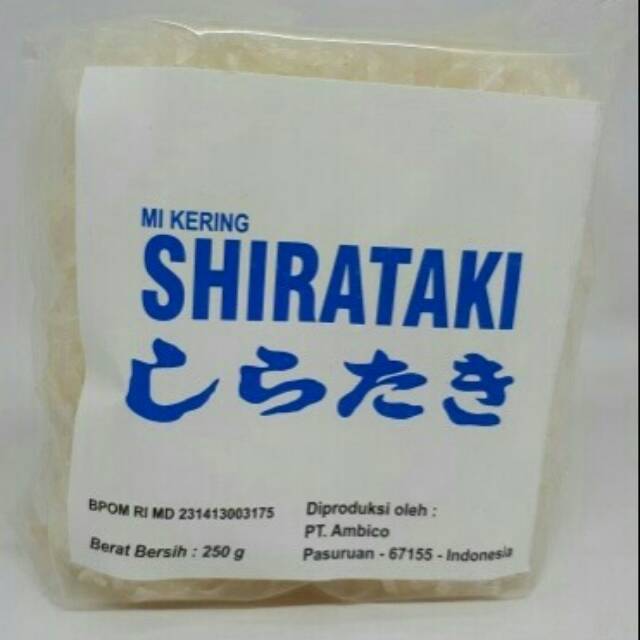 MI KERING
SHIRATAKI
しらたき
BPOM RI MD 231413003175
Berat Bersih : 250 g
Diproduksi oleh :
PT. Ambico
Pasuruan - 67155 - Indonesia